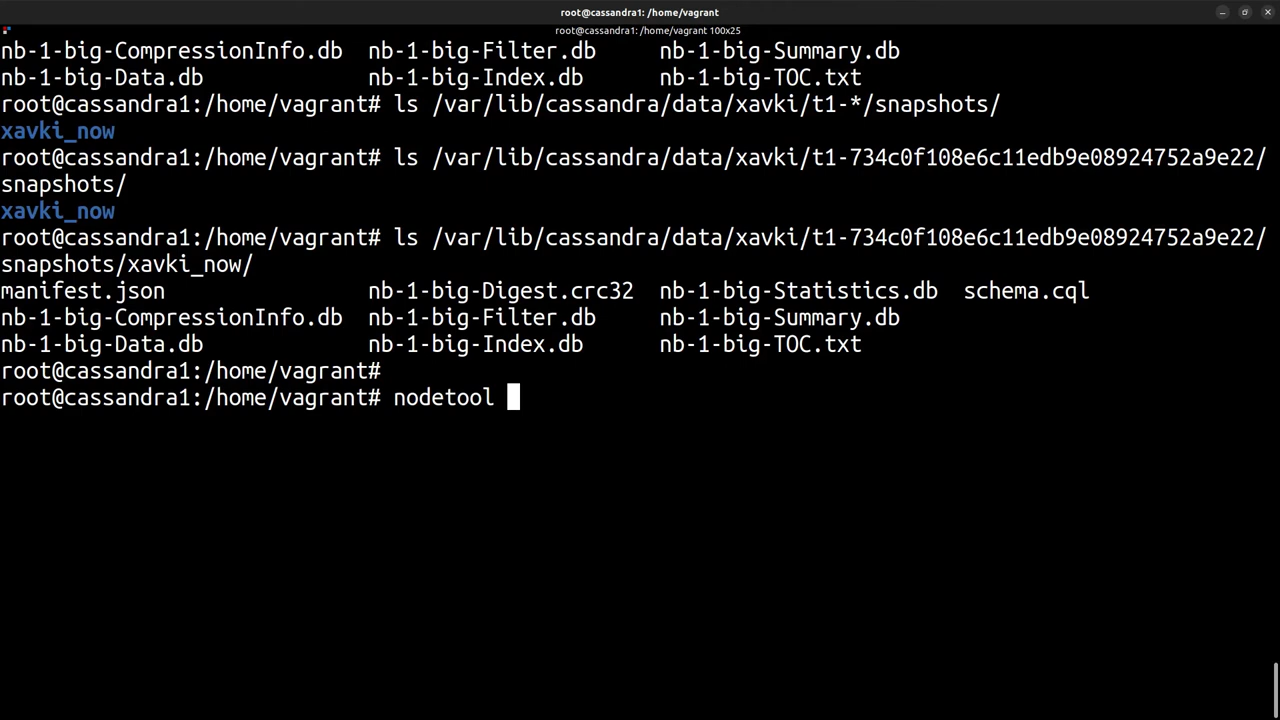 root@cassandra1: /home/vagrant
root@cassandra1: /home/vagrant 100x25
nb-1-big-CompressionInfo.db  nb-1-big-Filter.db     nb-1-big-Summary.db
nb-1-big-Data.db             nb-1-big-Index.db      nb-1-big-TOC.txt
root@cassandra1:/home/vagrant# ls /var/lib/cassandra/data/xavki/t1-*/snapshots/
xavki_now
root@cassandra1:/home/vagrant# ls /var/lib/cassandra/data/xavki/t1-734c0f108e6c11edb9e08924752a9e22/
snapshots/
xavki_now
root@cassandra1:/home/vagrant# ls /var/lib/cassandra/data/xavki/t1-734c0f108e6c11edb9e08924752a9e22/
snapshots/xavki_now/
manifest.json                nb-1-big-Digest.crc32  nb-1-big-Statistics.db  schema.cql
nb-1-big-CompressionInfo.db  nb-1-big-Filter.db     nb-1-big-Summary.db
nb-1-big-Data.db             nb-1-big-Index.db      nb-1-big-TOC.txt
root@cassandra1:/home/vagrant#
root@cassandra1:/home/vagrant# nodetool